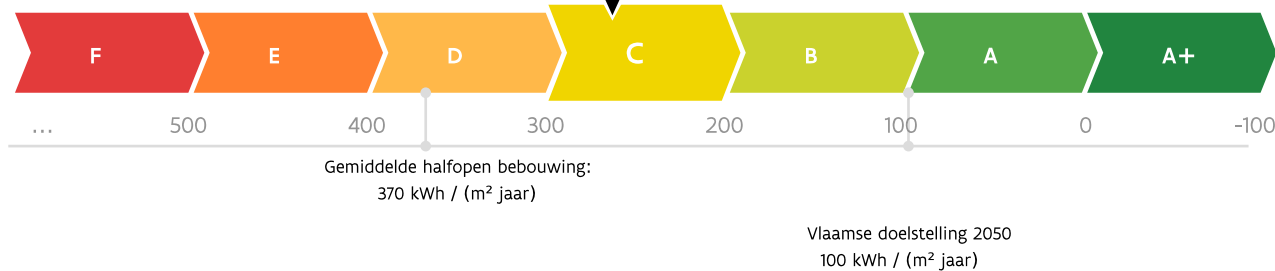 F E D C B A A+
... 500 400 300 200 100 0 -100
Gemiddelde halfopen bebouwing:
370 kWh / (m² jaar)
Vlaamse doelstelling 2050
100 kWh / (m² jaar)